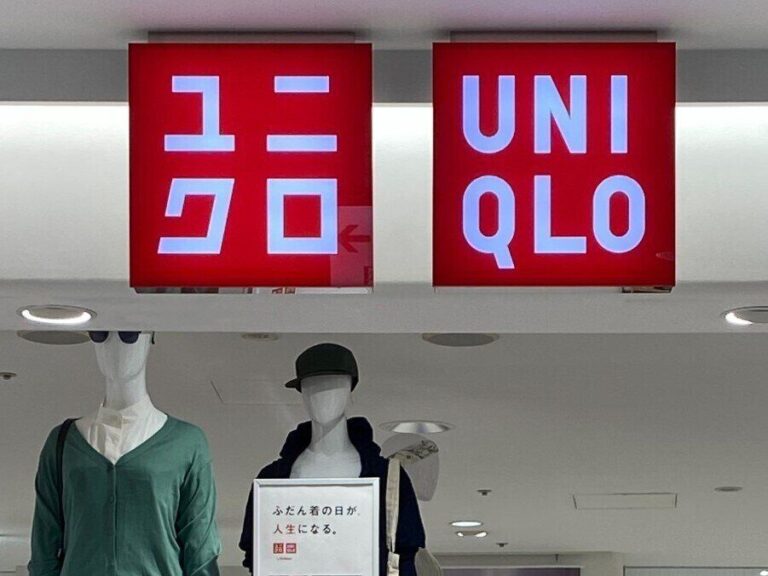 ユニ
クロ
UNI
QLO
ふだん着の日が、
人生になる。